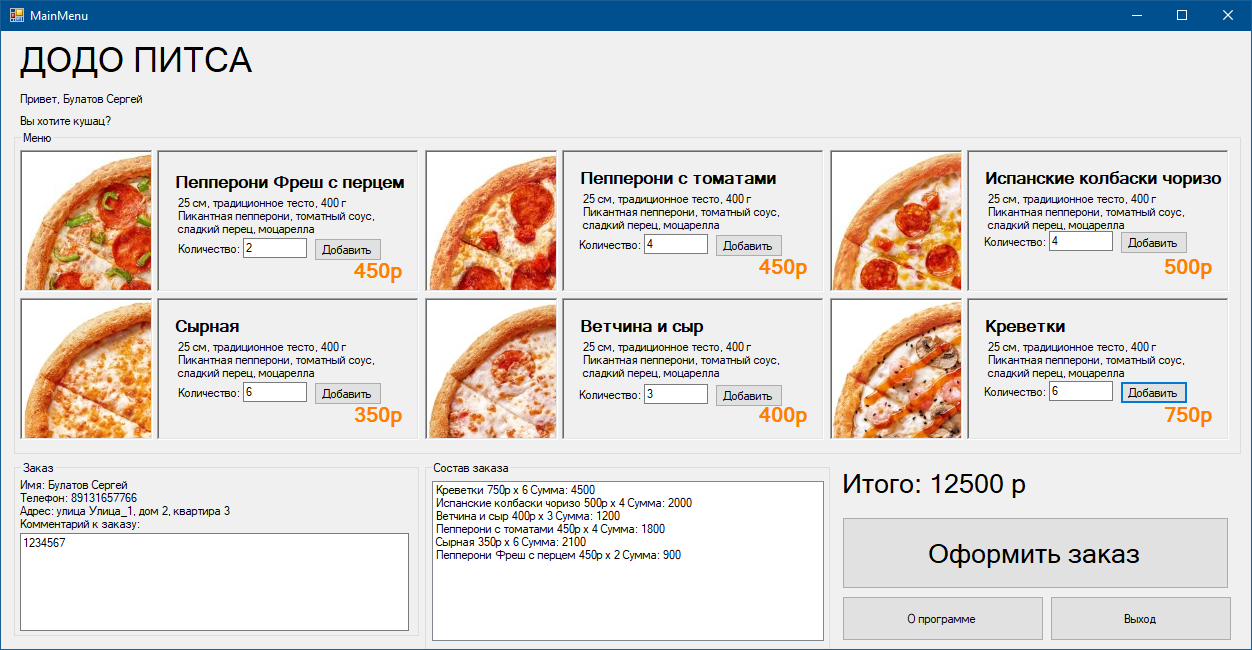 MainMenu
ДОДО ПИТСА
Привет, Булатов Сергей
Вы хотите кушац?
Меню
Пепперони Фреш с перцем
25 см, традиционное тесто, 400 г
Пикантная пепперони, томатный соус,
сладкий перец, моцарелла
Количество: 2 Добавить
450р
Пепперони с томатами
25 см, традиционное тесто, 400 г
Пикантная пепперони, томатный соус,
сладкий перец, моцарелла
Количество: 4 Добавить
450р
Испанские колбаски чоризо
25 см, традиционное тесто, 400 г
Пикантная пепперони, томатный соус,
сладкий перец, моцарелла
Количество: 4 Добавить
500р
Сырная
25 см, традиционное тесто, 400 г
Пикантная пепперони, томатный соус,
сладкий перец, моцарелла
Количество: 6 Добавить
350р
Ветчина и сыр
25 см, традиционное тесто, 400 г
Пикантная пепперони, томатный соус,
сладкий перец, моцарелла
Количество: 3 Добавить
400р
Креветки
25 см, традиционное тесто, 400 г
Пикантная пепперони, томатный соус,
сладкий перец, моцарелла
Количество: 6 Добавить
750р
Заказ
Имя: Булатов Сергей
Телефон: 89131657766
Адрес: улица Улица_1, дом 2, квартира 3
Комментарий к заказу:
1234567
Состав заказа
Креветки 750р x 6 Сумма: 4500
Испанские колбаски чоризо 500р x 4 Сумма: 2000
Ветчина и сыр 400р x 3 Сумма: 1200
Пепперони с томатами 450р x 4 Сумма: 1800
Сырная 350р x 6 Сумма: 2100
Пепперони Фреш с перцем 450р x 2 Сумма: 900
Итого: 12500 р
Оформить заказ
О программе
Выход